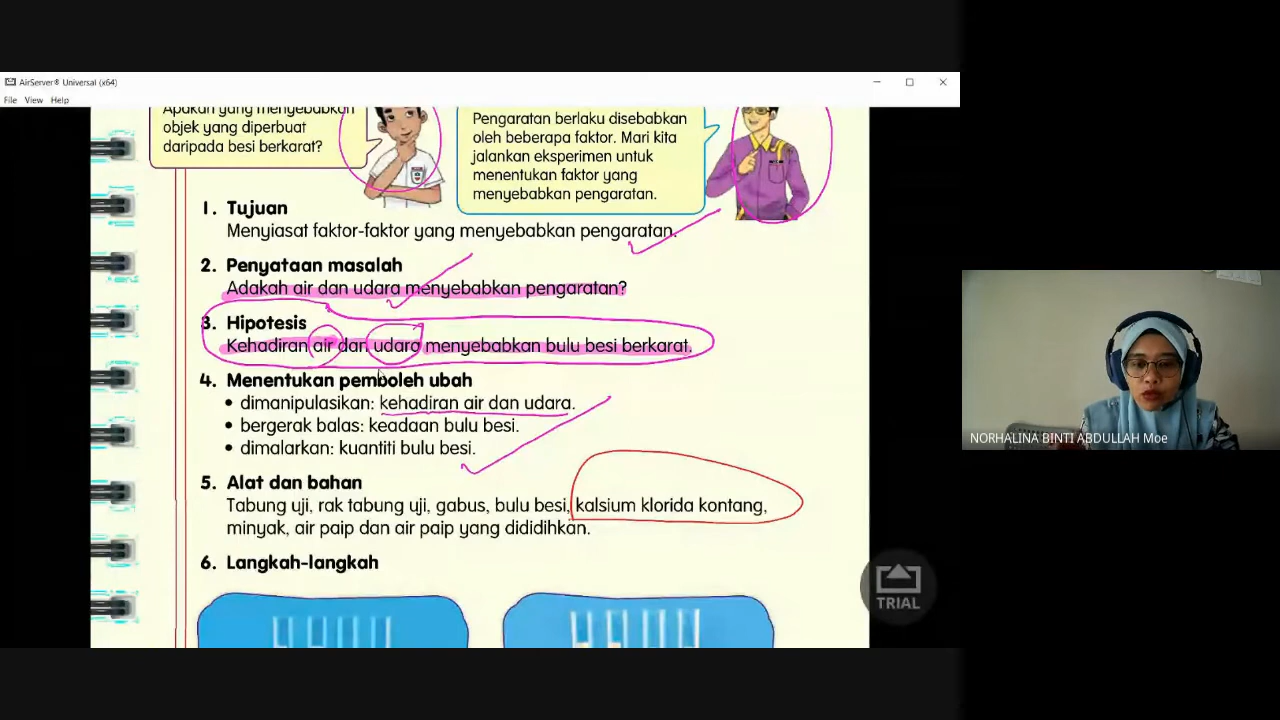 AirServer® Universal (x64)
File View Help
Apakah yang menyebabkan
objek yang diperbuat
daripada besi berkarat?
Pengaratan berlaku disebabkan
oleh beberapa faktor. Mari kita
jalankan eksperimen untuk
menentukan faktor yang
menyebabkan pengaratan.
1. Tujuan
Menyiasat faktor-faktor yang menyebabkan pengaratan.
2. Penyataan masalah
Adakah air dan udara menyebabkan pengaratan?
3. Hipotesis
Kehadiran air dan udara menyebabkan bulu besi berkarat.
4. Menentukan pemboleh ubah
• dimanipulasikan: kehadiran air dan udara.
• bergerak balas: keadaan bulu besi.
• dimalarkan: kuantiti bulu besi.
5. Alat dan bahan
Tabung uji, rak tabung uji, gabus, bulu besi, kalsium klorida kontang,
minyak, air paip dan air paip yang dididihkan.
6. Langkah-langkah
TRIAL
NORHALINA BINTI ABDULLAH Moe